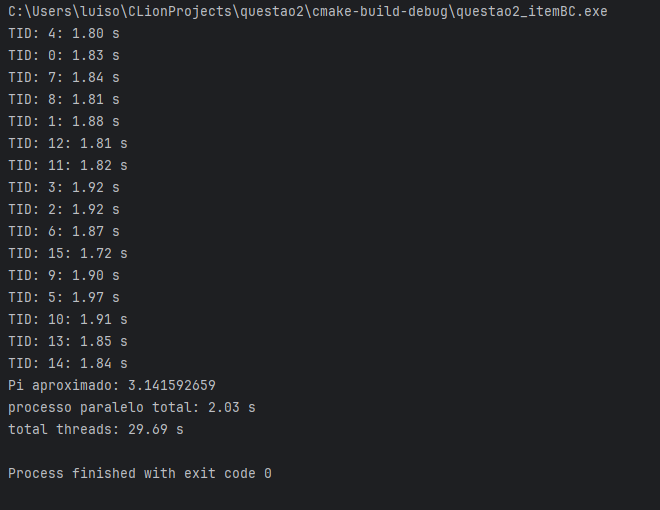 C:\Users\luiso\CLionProjects\questao2\cmake-build-debug\questao2_itemBC.exe
TID: 4: 1.80 s
TID: 0: 1.83 s
TID: 7: 1.84 s
TID: 8: 1.81 s
TID: 1: 1.88 s
TID: 12: 1.81 s
TID: 11: 1.82 s
TID: 3: 1.92 s
TID: 2: 1.92 s
TID: 6: 1.87 s
TID: 15: 1.72 s
TID: 9: 1.90 s
TID: 5: 1.97 s
TID: 10: 1.91 s
TID: 13: 1.85 s
TID: 14: 1.84 s
Pi aproximado: 3.141592659
processo paralelo total: 2.03 s
total threads: 29.69 s
Process finished with exit code 0